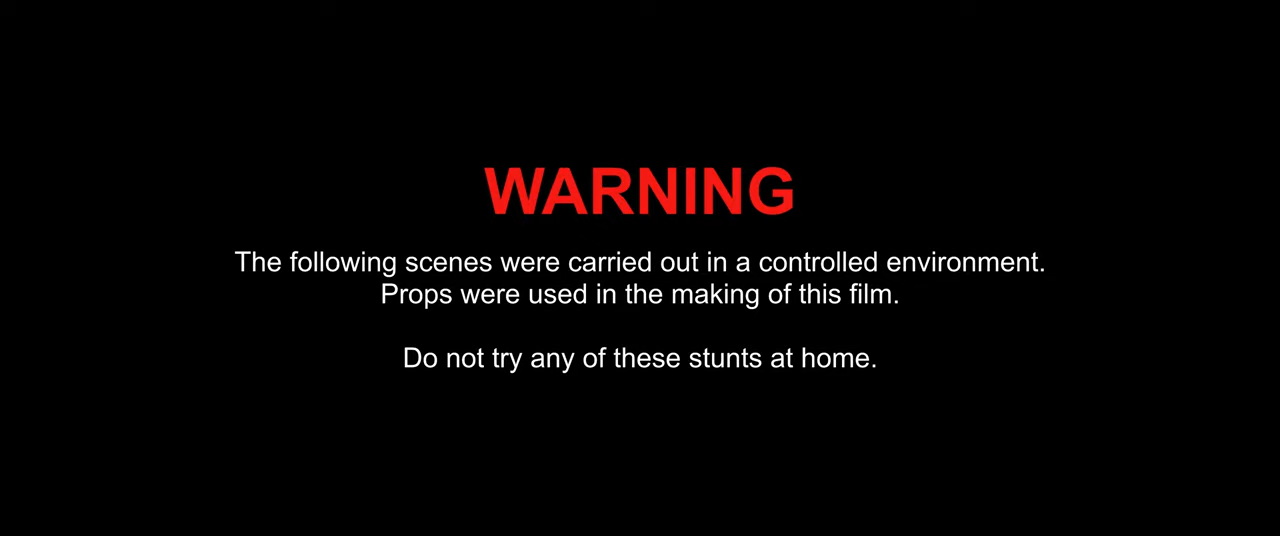 WARNING
The following scenes were carried out in a controlled environment.
Props were used in the making of this film.
Do not try any of these stunts at home.